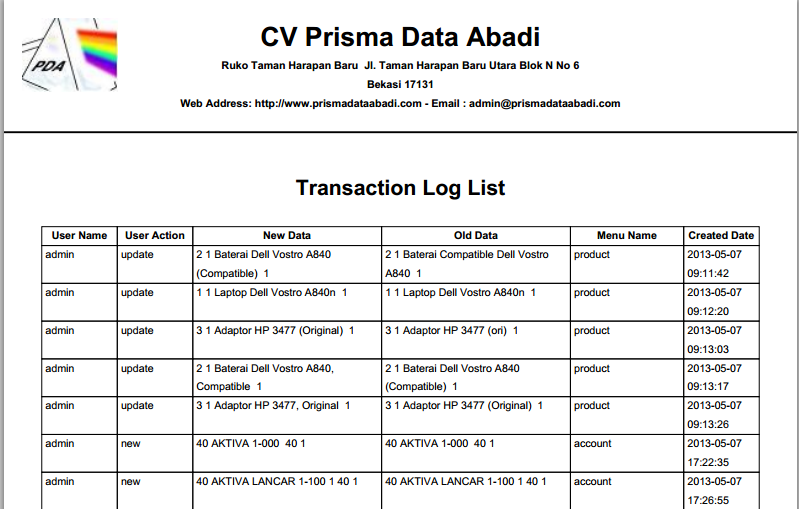 PDA
CV Prisma Data Abadi
Ruko Taman Harapan Baru  Jl. Taman Harapan Baru Utara Blok N No 6
Bekasi 17131
Web Address: http://www.prismadataabadi.com - Email : admin@prismadataabadi.com
Transaction Log List
User Name User Action New Data Old Data Menu Name Created Date
admin update 2 1 Baterai Dell Vostro A840 2 1 Baterai Compatible Dell Vostro product 2013-05-07
(Compatible)  1 A840  1 09:11:42
admin update 1 1 Laptop Dell Vostro A840n  1 1 1 Laptop Dell Vostro A840n  1 product 2013-05-07
09:12:20
admin update 3 1 Adaptor HP 3477 (Original)  1 3 1 Adaptor HP 3477 (ori)  1 product 2013-05-07
09:13:03
admin update 2 1 Baterai Dell Vostro A840, 2 1 Baterai Dell Vostro A840 product 2013-05-07
Compatible  1 (Compatible)  1 09:13:17
admin update 3 1 Adaptor HP 3477, Original  1 3 1 Adaptor HP 3477 (Original)  1 product 2013-05-07
09:13:26
admin new 40 AKTIVA 1-000  40 1 40 AKTIVA 1-000  40 1 account 2013-05-07
17:22:35
admin new 40 AKTIVA LANCAR 1-100 1 40 1 40 AKTIVA LANCAR 1-100 1 40 1 account 2013-05-07
17:26:55